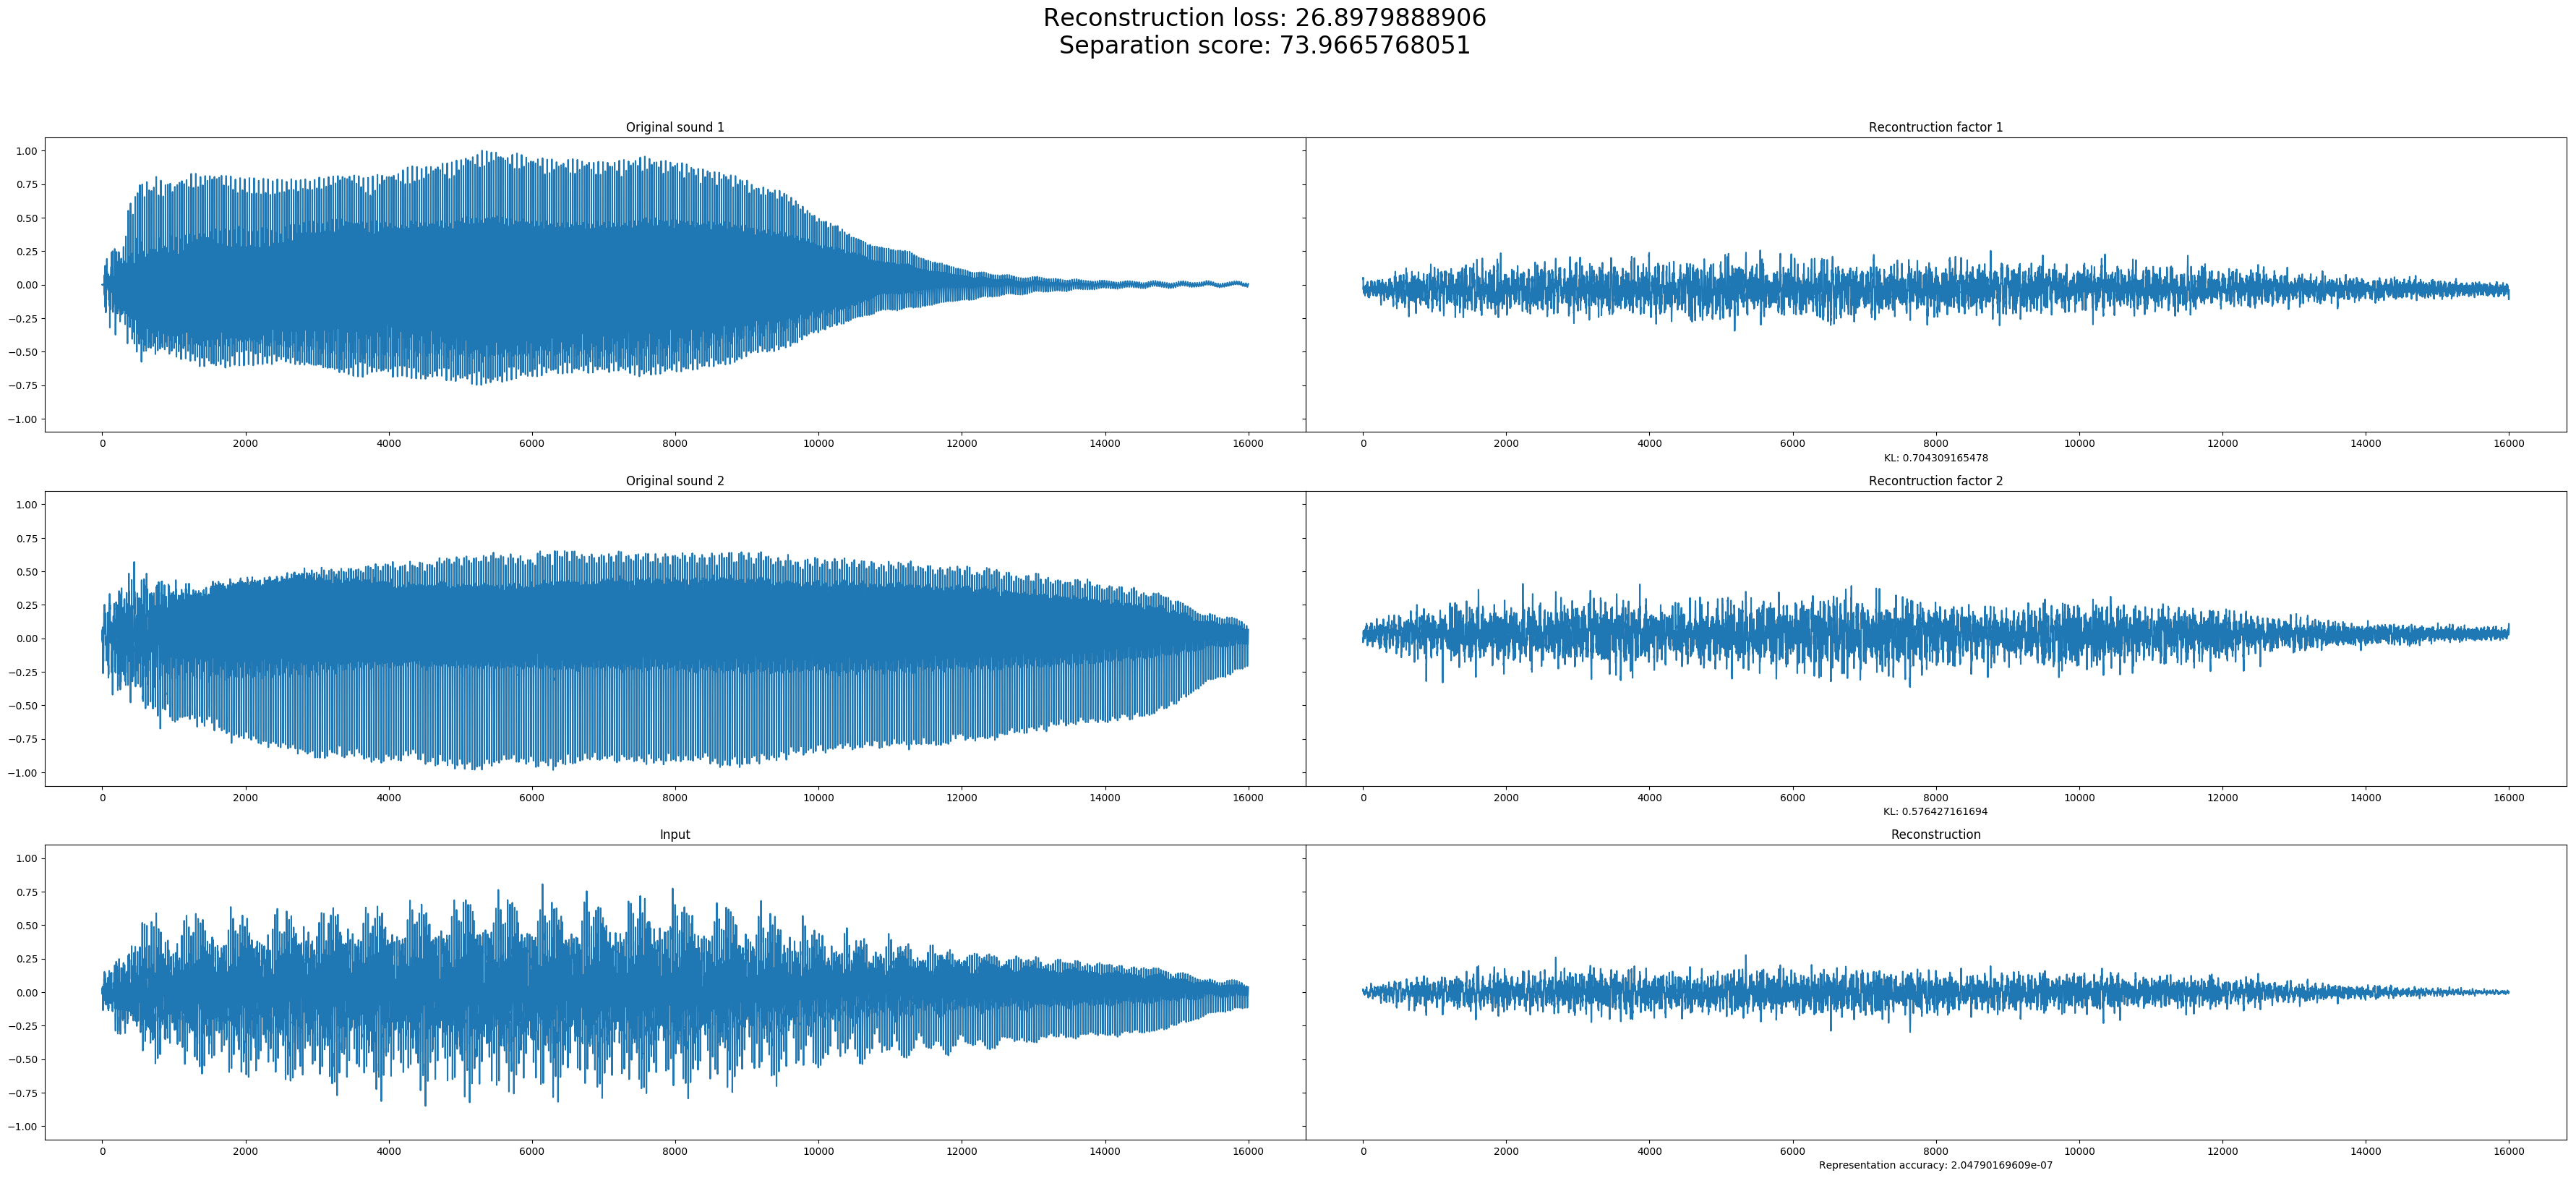 Reconstruction loss: 26.8979888906
Separation score: 73.9665768051
Original sound 1
Recontruction factor 1
1.00
0.75
0.50
0.25
0.00
−0.25
−0.50
−0.75
−1.00
0 2000 4000 6000 8000 10000 12000 14000 16000
0 2000 4000 6000 8000 10000 12000 14000 16000
KL: 0.704309165478
Original sound 2
Recontruction factor 2
1.00
0.75
0.50
0.25
0.00
−0.25
−0.50
−0.75
−1.00
0 2000 4000 6000 8000 10000 12000 14000 16000
0 2000 4000 6000 8000 10000 12000 14000 16000
KL: 0.576427161694
Input
Reconstruction
1.00
0.75
0.50
0.25
0.00
−0.25
−0.50
−0.75
−1.00
0 2000 4000 6000 8000 10000 12000 14000 16000
0 2000 4000 6000 8000 10000 12000 14000 16000
Representation accuracy: 2.04790169609e-07